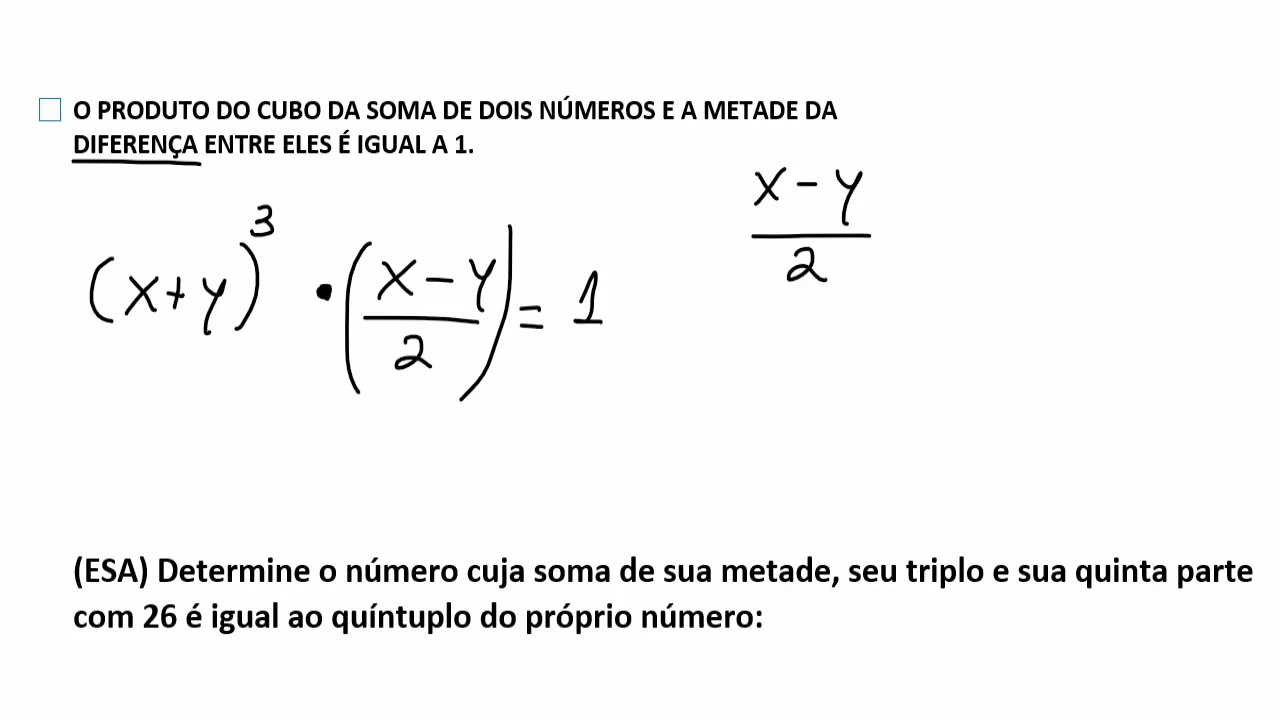 O PRODUTO DO CUBO DA SOMA DE DOIS NÚMEROS E A METADE DA
DIFERENÇA ENTRE ELES É IGUAL A 1.
(x+y)³ · (x-y/2) = 1
x-y/2
(ESA) Determine o número cuja soma de sua metade, seu triplo e sua quinta parte
com 26 é igual ao quíntuplo do próprio número: